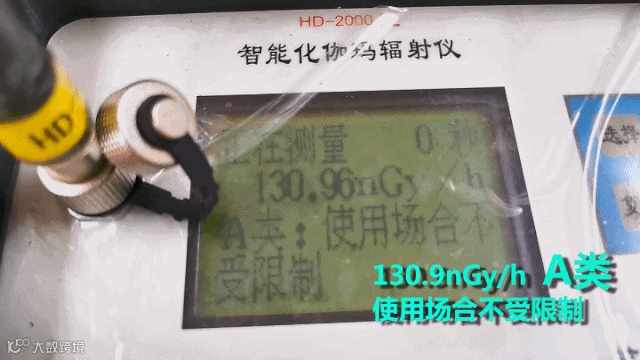 HD-2000
智能化伽玛辐射仪
正在测量 0 秒
130.96nGy/h
A类：使用场合不
受限制
选择
HD
130.9nGy/h A类
使用场合不受限制
大数跨境